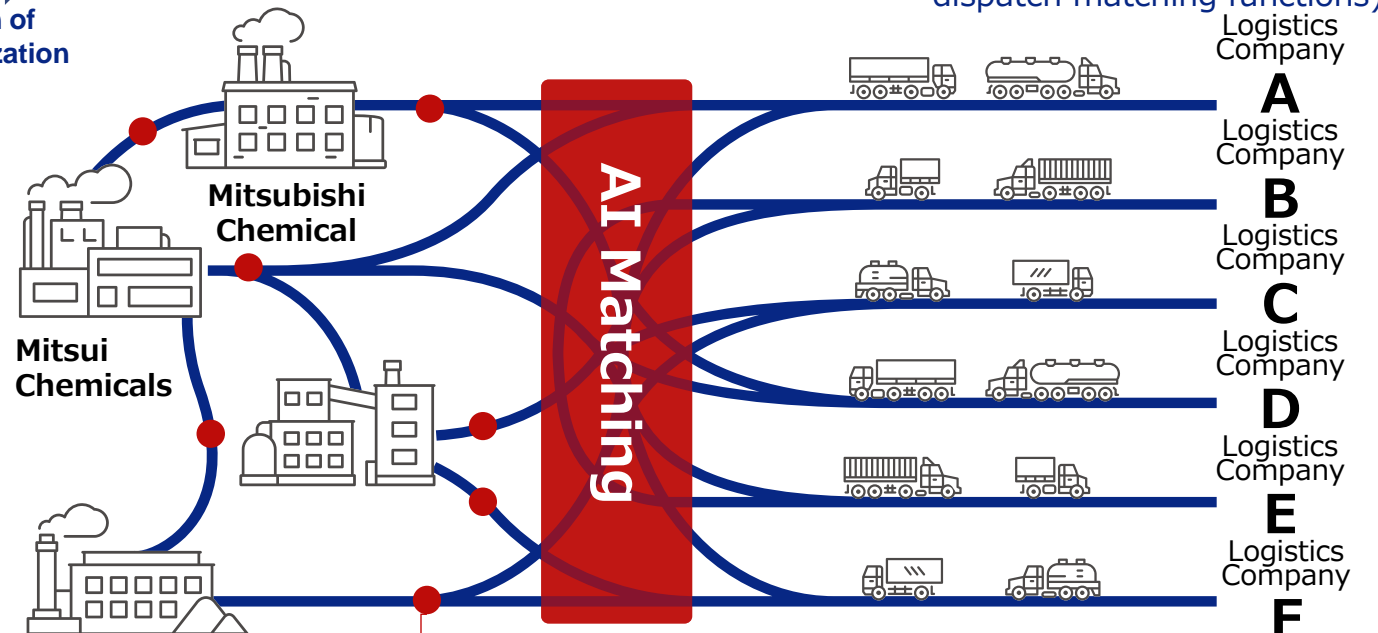 of
dispatch matching functions)
Logistics
Company
A
Mitsubishi
Chemical
Logistics
Company
B
AI Matching
Logistics
Company
C
Mitsui
Chemicals
Logistics
Company
D
Logistics
Company
E
Logistics
Company
F